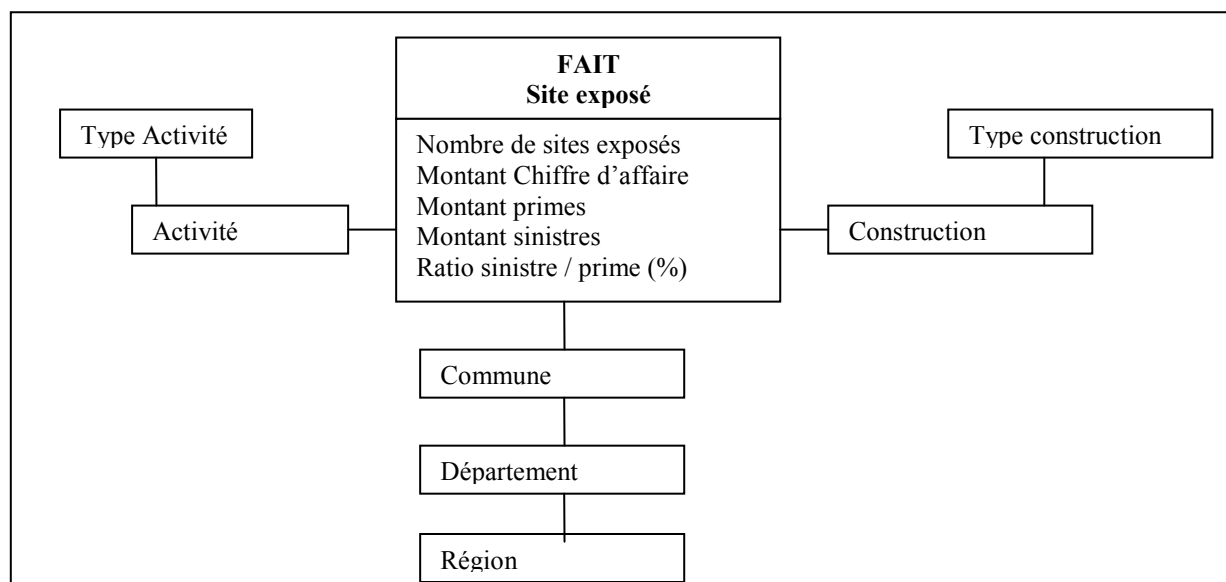 FAIT
Site exposé
Type Activité
Type construction
Nombre de sites exposés
Montant Chiffre d'affaire
Montant primes
Montant sinistres
Ratio sinistre / prime (%)
Activité
Construction
Commune
Département
Région